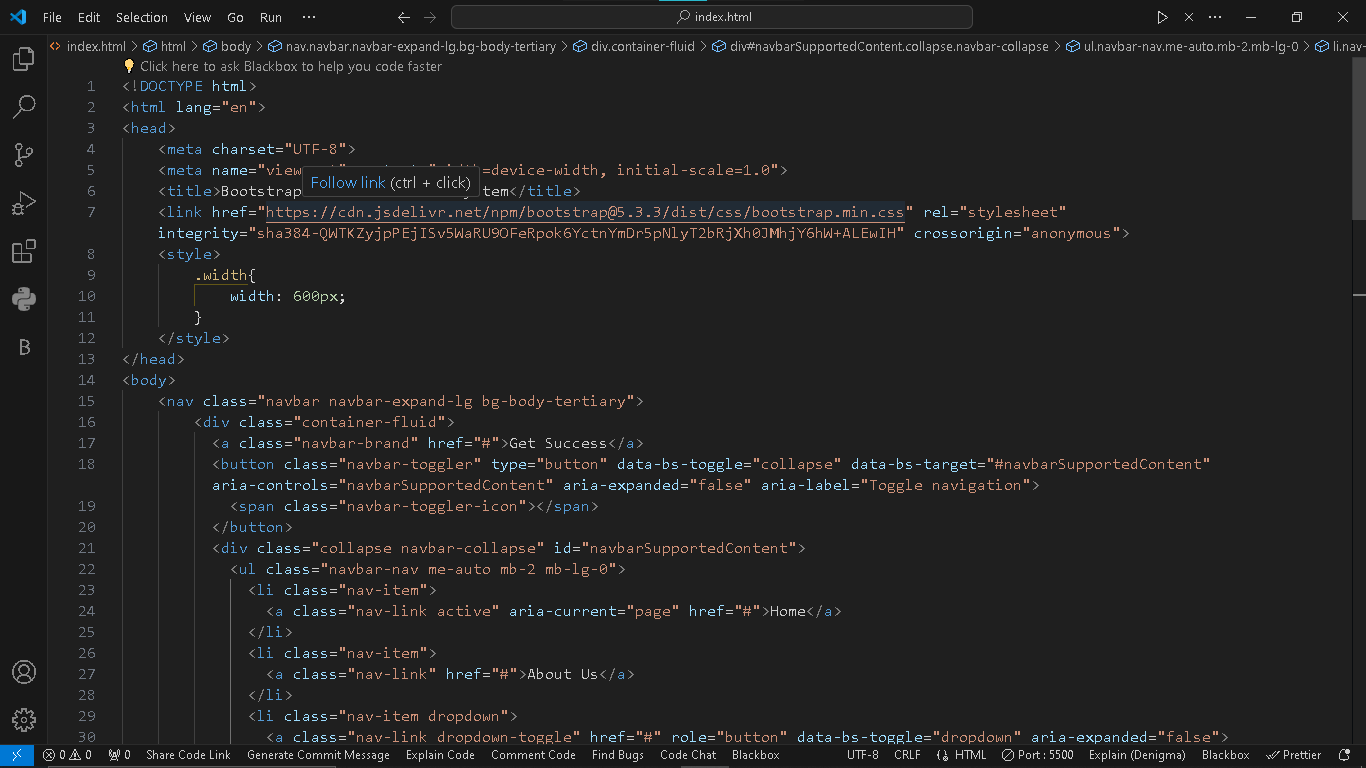 File Edit Selection View Go Run ··· index.html
index.html > html > body > nav.navbar.navbar-expand-lg.bg-body-tertiary > div.container-fluid > div#navbarSupportedContent.collapse.navbar-collapse > ul.navbar-nav.me-auto.mb-2.mb-lg-0 > li.nav-
Click here to ask Blackbox to help you code faster
1 <!DOCTYPE html>
2 <html lang="en">
3 <head>
4 <meta charset="UTF-8">
5 <meta name="view =device-width, initial-scale=1.0">
Follow link (ctrl + click)
6 <title>Bootstrap tem</title>
7 <link href="https://cdn.jsdelivr.net/npm/bootstrap@5.3.3/dist/css/bootstrap.min.css" rel="stylesheet"
integrity="sha384-QWTKZyjpPEjISv5WaRU9OFeRpok6YctnYmDr5pNlyT2bRjXh0JMhjY6hW+ALEwIH" crossorigin="anonymous">
8 <style>
9 .width{
10 width: 600px;
11 }
12 </style>
13 </head>
14 <body>
15 <nav class="navbar navbar-expand-lg bg-body-tertiary">
16 <div class="container-fluid">
17 <a class="navbar-brand" href="#">Get Success</a>
18 <button class="navbar-toggler" type="button" data-bs-toggle="collapse" data-bs-target="#navbarSupportedContent"
aria-controls="navbarSupportedContent" aria-expanded="false" aria-label="Toggle navigation">
19 <span class="navbar-toggler-icon"></span>
20 </button>
21 <div class="collapse navbar-collapse" id="navbarSupportedContent">
22 <ul class="navbar-nav me-auto mb-2 mb-lg-0">
23 <li class="nav-item">
24 <a class="nav-link active" aria-current="page" href="#">Home</a>
25 </li>
26 <li class="nav-item">
27 <a class="nav-link" href="#">About Us</a>
28 </li>
29 <li class="nav-item dropdown">
30 <a class="nav-link dropdown-toggle" href="#" role="button" data-bs-toggle="dropdown" aria-expanded="false">
B
0 0 0 Share Code Link Generate Commit Message Explain Code Comment Code Find Bugs Code Chat Blackbox UTF-8 CRLF HTML Port : 5500 Explain (Denigma) Blackbox Prettier